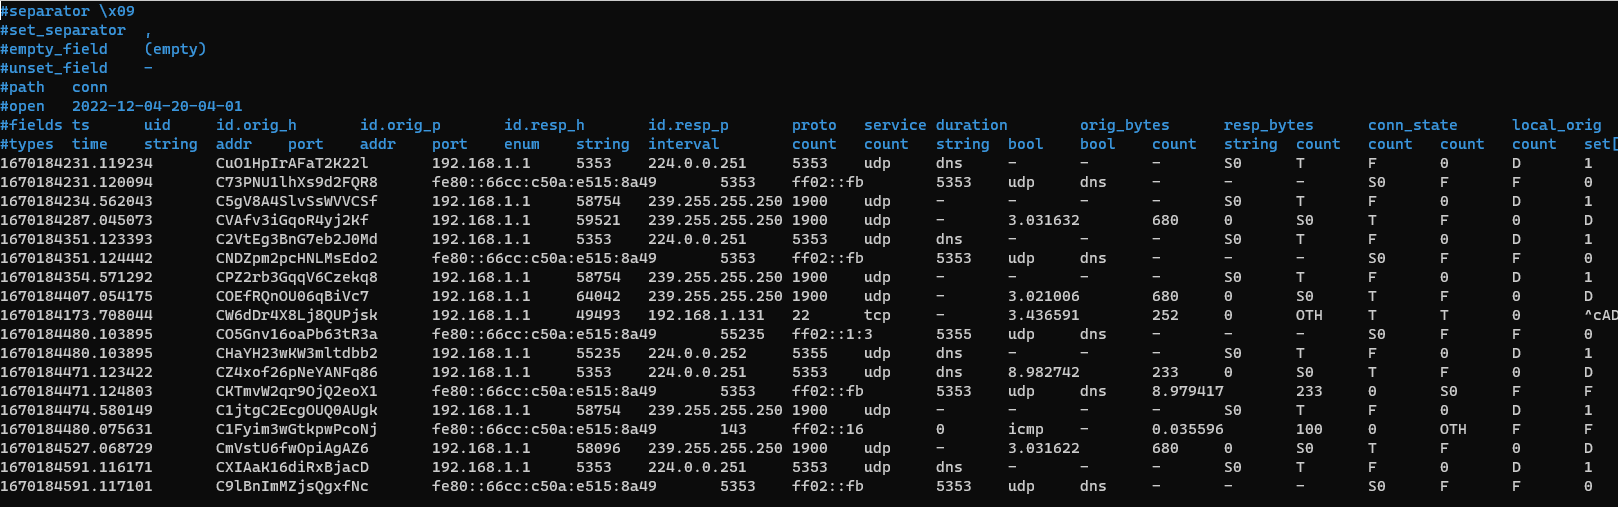 #separator \x09
#set_separator  ,
#empty_field    (empty)
#unset_field    -
#path   conn
#open   2022-12-04-20-04-01
#fields ts      uid     id.orig_h       id.orig_p       id.resp_h       id.resp_p       proto   service duration        orig_bytes      resp_bytes      conn_state      local_orig
#types  time    string  addr    port    addr    port    enum    string  interval        count   count   string  bool    bool    count   string  count   count   count   count   set[
1670184231.119234       CuO1HpIrAFaT2K22l       192.168.1.1     5353    224.0.0.251     5353    udp     dns     -       -       -       S0      T       F       0       D       1
1670184231.120094       C73PNU1lhXs9d2FQR8      fe80::66cc:c50a:e515:8a49       5353    ff02::fb        5353    udp     dns     -       -       -       S0      F       F       0
1670184234.562043       C5gV8A4SlvSsWVVCSf      192.168.1.1     58754   239.255.255.250 1900    udp     -       -       -       -       S0      T       F       0       D       1
1670184287.045073       CVAfv3iGqoR4yj2Kf       192.168.1.1     59521   239.255.255.250 1900    udp     -       3.031632        680     0       S0      T       F       0       D
1670184351.123393       C2VtEg3BnG7eb2J0Md      192.168.1.1     5353    224.0.0.251     5353    udp     dns     -       -       -       S0      T       F       0       D       1
1670184351.124442       CNDZpm2pcHNLMsEdo2      fe80::66cc:c50a:e515:8a49       5353    ff02::fb        5353    udp     dns     -       -       -       S0      F       F       0
1670184354.571292       CPZ2rb3GqqV6Czekq8      192.168.1.1     58754   239.255.255.250 1900    udp     -       -       -       -       S0      T       F       0       D       1
1670184407.054175       COEfRQnOU06qBiVc7       192.168.1.1     64042   239.255.255.250 1900    udp     -       3.021006        680     0       S0      T       F       0       D
1670184173.708044       CW6dDr4X8Lj8QUPjsk      192.168.1.1     49493   192.168.1.131   22      tcp     -       3.436591        252     0       OTH     T       T       0       ^cAD
1670184480.103895       CO5Gnv16oaPb63tR3a      fe80::66cc:c50a:e515:8a49       55235   ff02::1:3       5355    udp     dns     -       -       -       S0      F       F       0
1670184480.103895       CHaYH23wKW3mltdbb2      192.168.1.1     55235   224.0.0.252     5355    udp     dns     -       -       -       S0      T       F       0       D       1
1670184471.123422       CZ4xof26pNeYANFq86      192.168.1.1     5353    224.0.0.251     5353    udp     dns     8.982742        233     0       S0      T       F       0       D
1670184471.124803       CKTmvW2qr9OjQ2eoX1      fe80::66cc:c50a:e515:8a49       5353    ff02::fb        5353    udp     dns     8.979417        233     0       S0      F       F
1670184474.580149       C1jtgC2EcgOUQ0AUgk      192.168.1.1     58754   239.255.255.250 1900    udp     -       -       -       -       S0      T       F       0       D       1
1670184480.075631       C1Fyim3wGtkpwPcoNj      fe80::66cc:c50a:e515:8a49       143     ff02::16        0       icmp    -       0.035596        100     0       OTH     F       F
1670184527.068729       CmVstU6fwOpiAgAZ6       192.168.1.1     58096   239.255.255.250 1900    udp     -       3.031622        680     0       S0      T       F       0       D
1670184591.116171       CXIAaK16diRxBjacD       192.168.1.1     5353    224.0.0.251     5353    udp     dns     -       -       -       S0      T       F       0       D       1
1670184591.117101       C9lBnImMZjsQgxfNc       fe80::66cc:c50a:e515:8a49       5353    ff02::fb        5353    udp     dns     -       -       -       S0      F       F       0